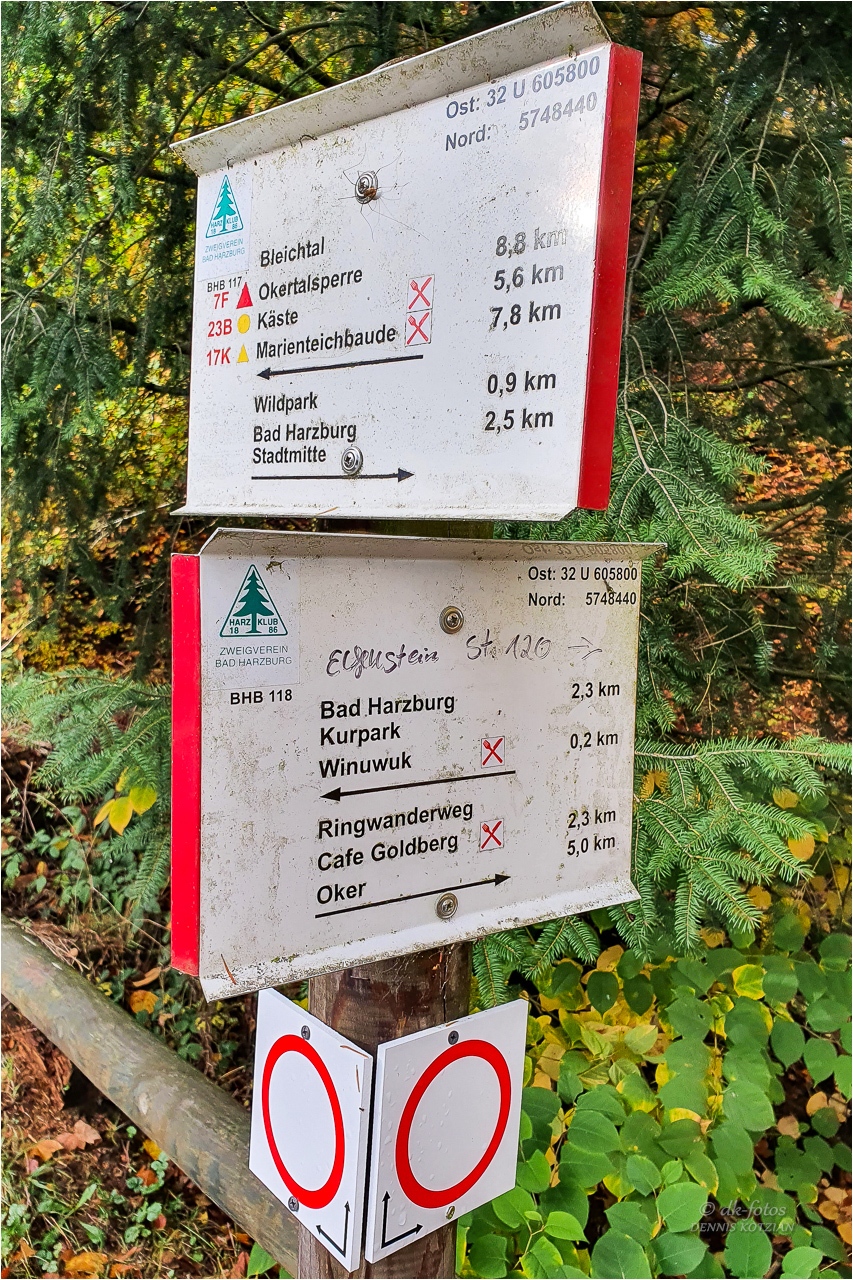 Ost: 32 U 605800
Nord: 5748440
HARZ KLUB
18 86
ZWEIGVEREIN
BAD HARZBURG
BHB 117
Bleichtal 8,8 km
7F Okertalsperre 5,6 km
23B Käste 7,8 km
17K Marienteichbaude
Wildpark 0,9 km
Bad Harzburg 2,5 km
Stadtmitte
Ost: 32 U 605800
Nord: 5748440
HARZ KLUB
18 86
ZWEIGVEREIN
BAD HARZBURG
BHB 118
Elfenstein St. 120
Bad Harzburg 2,3 km
Kurpark
Winuwuk 0,2 km
Ringwanderweg
Cafe Goldberg 2,3 km
Oker 5,0 km
© dk-fotos
DENNIS KOTZIAN